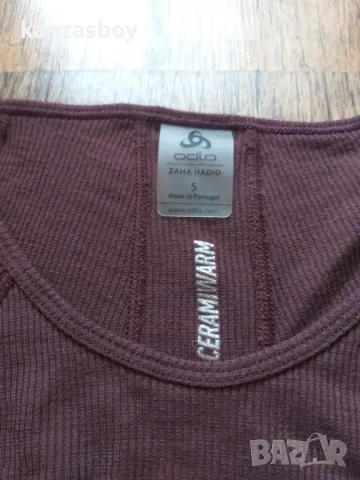 kanzasboy
odlo
ZAHA HADID
S
Made in Portugal
www.odlo.com
CERAMIWARM
BAZAR